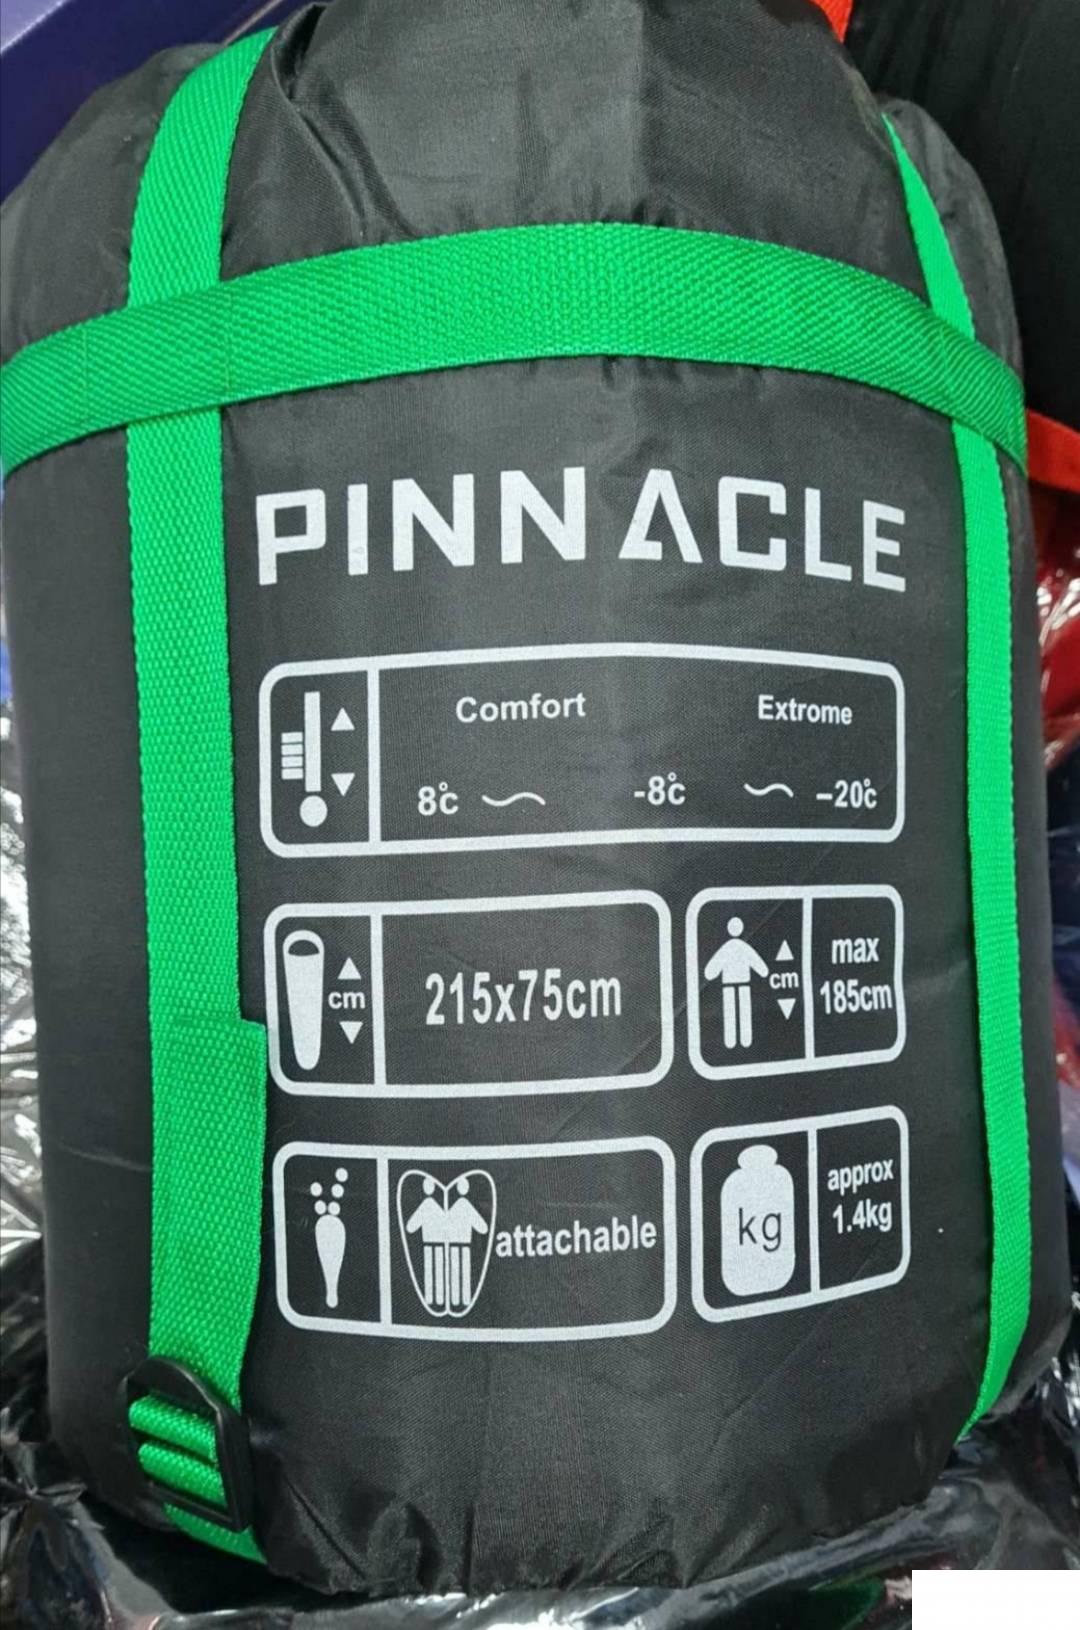 PINNACLE
Comfort Extrome
8°c -8°c -20°c
cm 215x75cm
cm max
185cm
attachable
kg approx
1.4kg